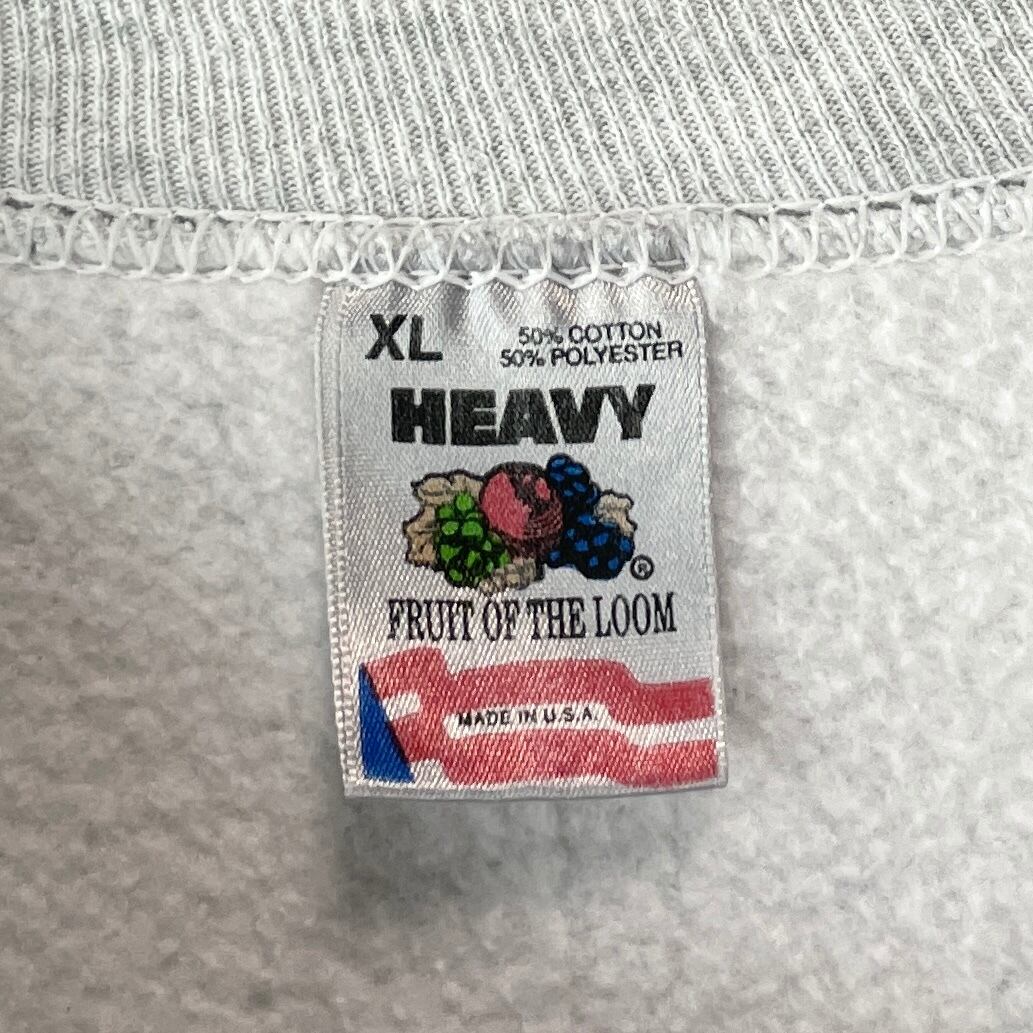 XL
50% COTTON
50% POLYESTER
HEAVY
®
FRUIT OF THE LOOM
MADE IN U.S.A.